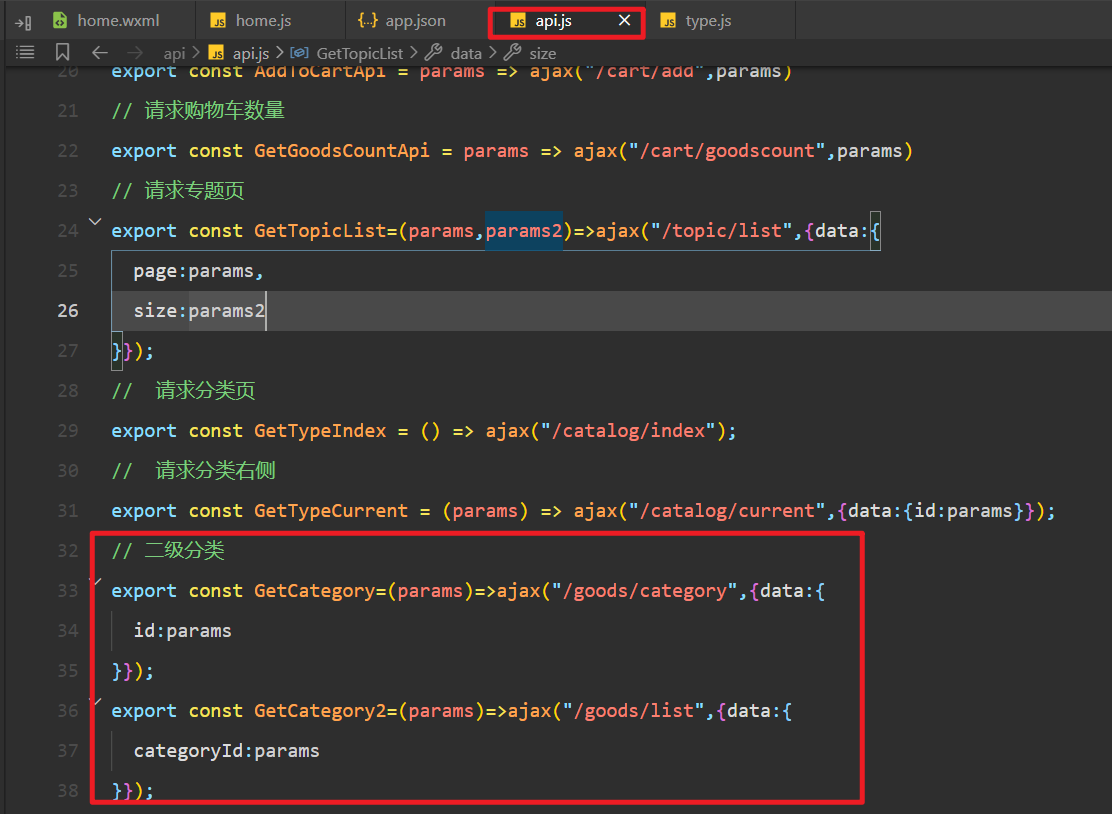 home.wxml home.js app.json api.js type.js
api api.js GetTopicList data size
20 export const AddToCartApi = params => ajax("/cart/add",params)
21 // 请求购物车数量
22 export const GetGoodsCountApi = params => ajax("/cart/goodscount",params)
23 // 请求专题页
24 export const GetTopicList=(params,params2)=>ajax("/topic/list",{data:{
25 page:params,
26 size:params2
27 }});
28 // 请求分类页
29 export const GetTypeIndex = () => ajax("/catalog/index");
30 // 请求分类右侧
31 export const GetTypeCurrent = (params) => ajax("/catalog/current",{data:{id:params}});
32 // 二级分类
33 export const GetCategory=(params)=>ajax("/goods/category",{data:{
34 id:params
35 }});
36 export const GetCategory2=(params)=>ajax("/goods/list",{data:{
37 categoryId:params
38 }});